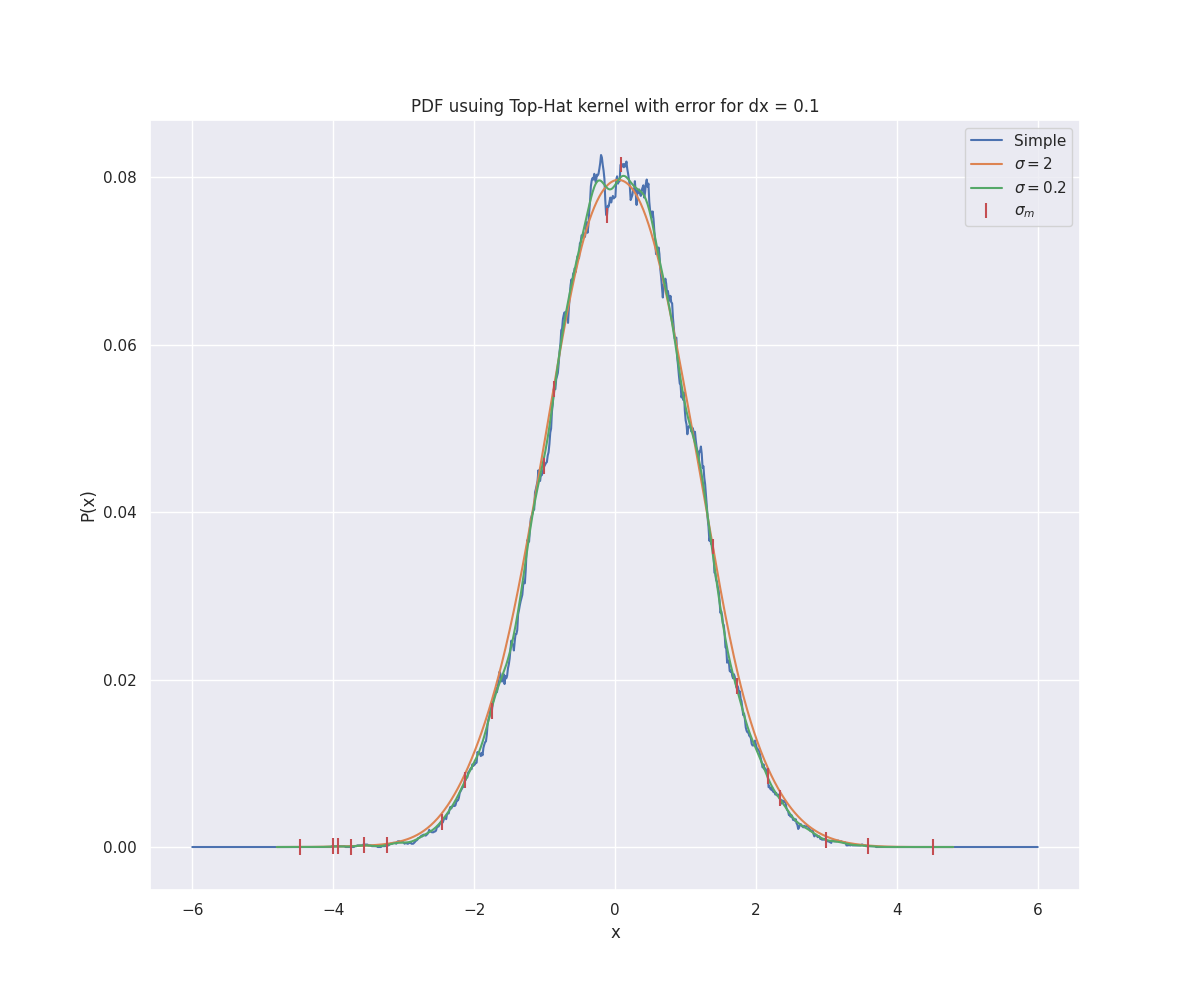 PDF usuing Top-Hat kernel with error for dx = 0.1
Simple
σ = 2
σ = 0.2
σm
P(x)
0.08
0.06
0.04
0.02
0.00
−6 −4 −2 0 2 4 6
x